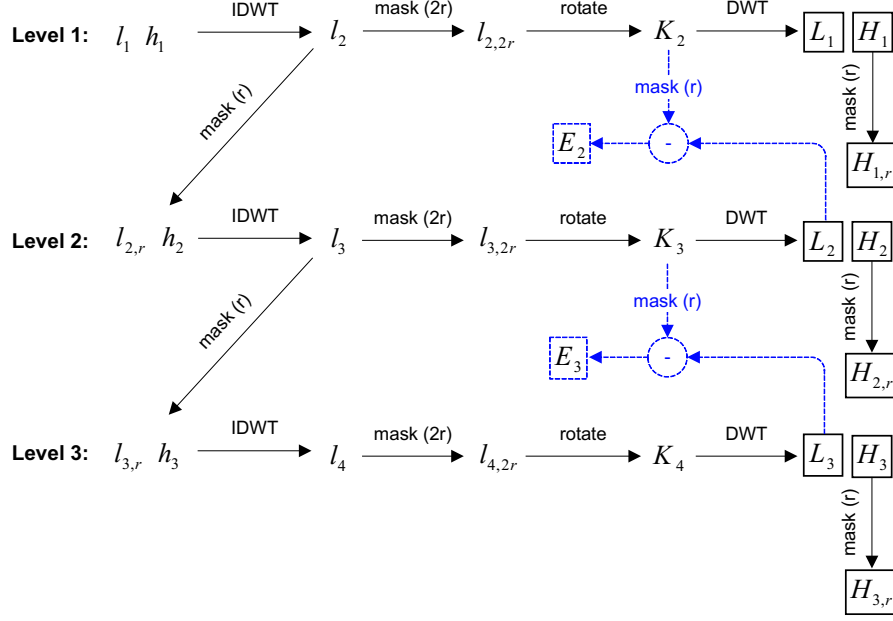 Level 1: l₁ h₁ IDWT l₂ mask (2r) l₂,₂ᵣ rotate K₂ DWT L₁ H₁
mask (r) mask (r) mask (r)
E₂ - H₁,ᵣ
Level 2: l₂,ᵣ h₂ IDWT l₃ mask (2r) l₃,₂ᵣ rotate K₃ DWT L₂ H₂
mask (r) mask (r) mask (r)
E₃ - H₂,ᵣ
Level 3: l₃,ᵣ h₃ IDWT l₄ mask (2r) l₄,₂ᵣ rotate K₄ DWT L₃ H₃
mask (r)
H₃,ᵣ